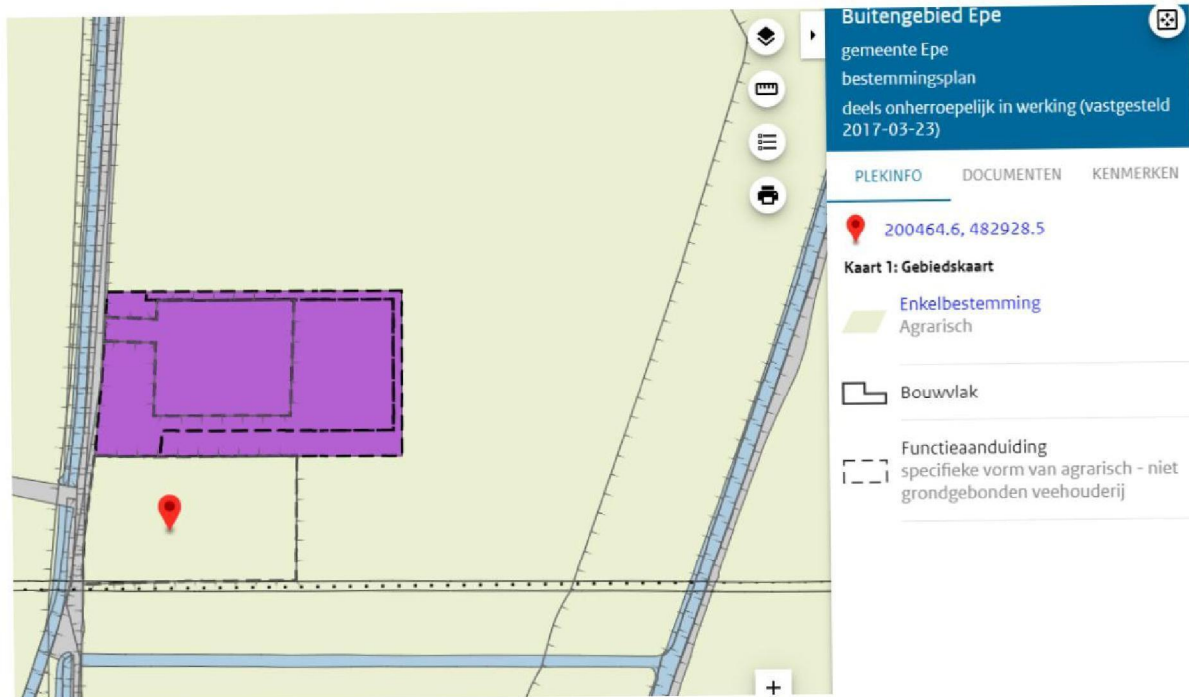 Buitengebied Epe
gemeente Epe
bestemmingsplan
deels onherroepelijk in werking (vastgesteld
2017-03-23)
PLEKINFO DOCUMENTEN KENMERKEN
200464.6, 482928.5
Kaart 1: Gebiedskaart
Enkelbestemming
Agrarisch
Bouwvlak
Functieaanduiding
specifieke vorm van agrarisch - niet
grondgebonden veehouderij